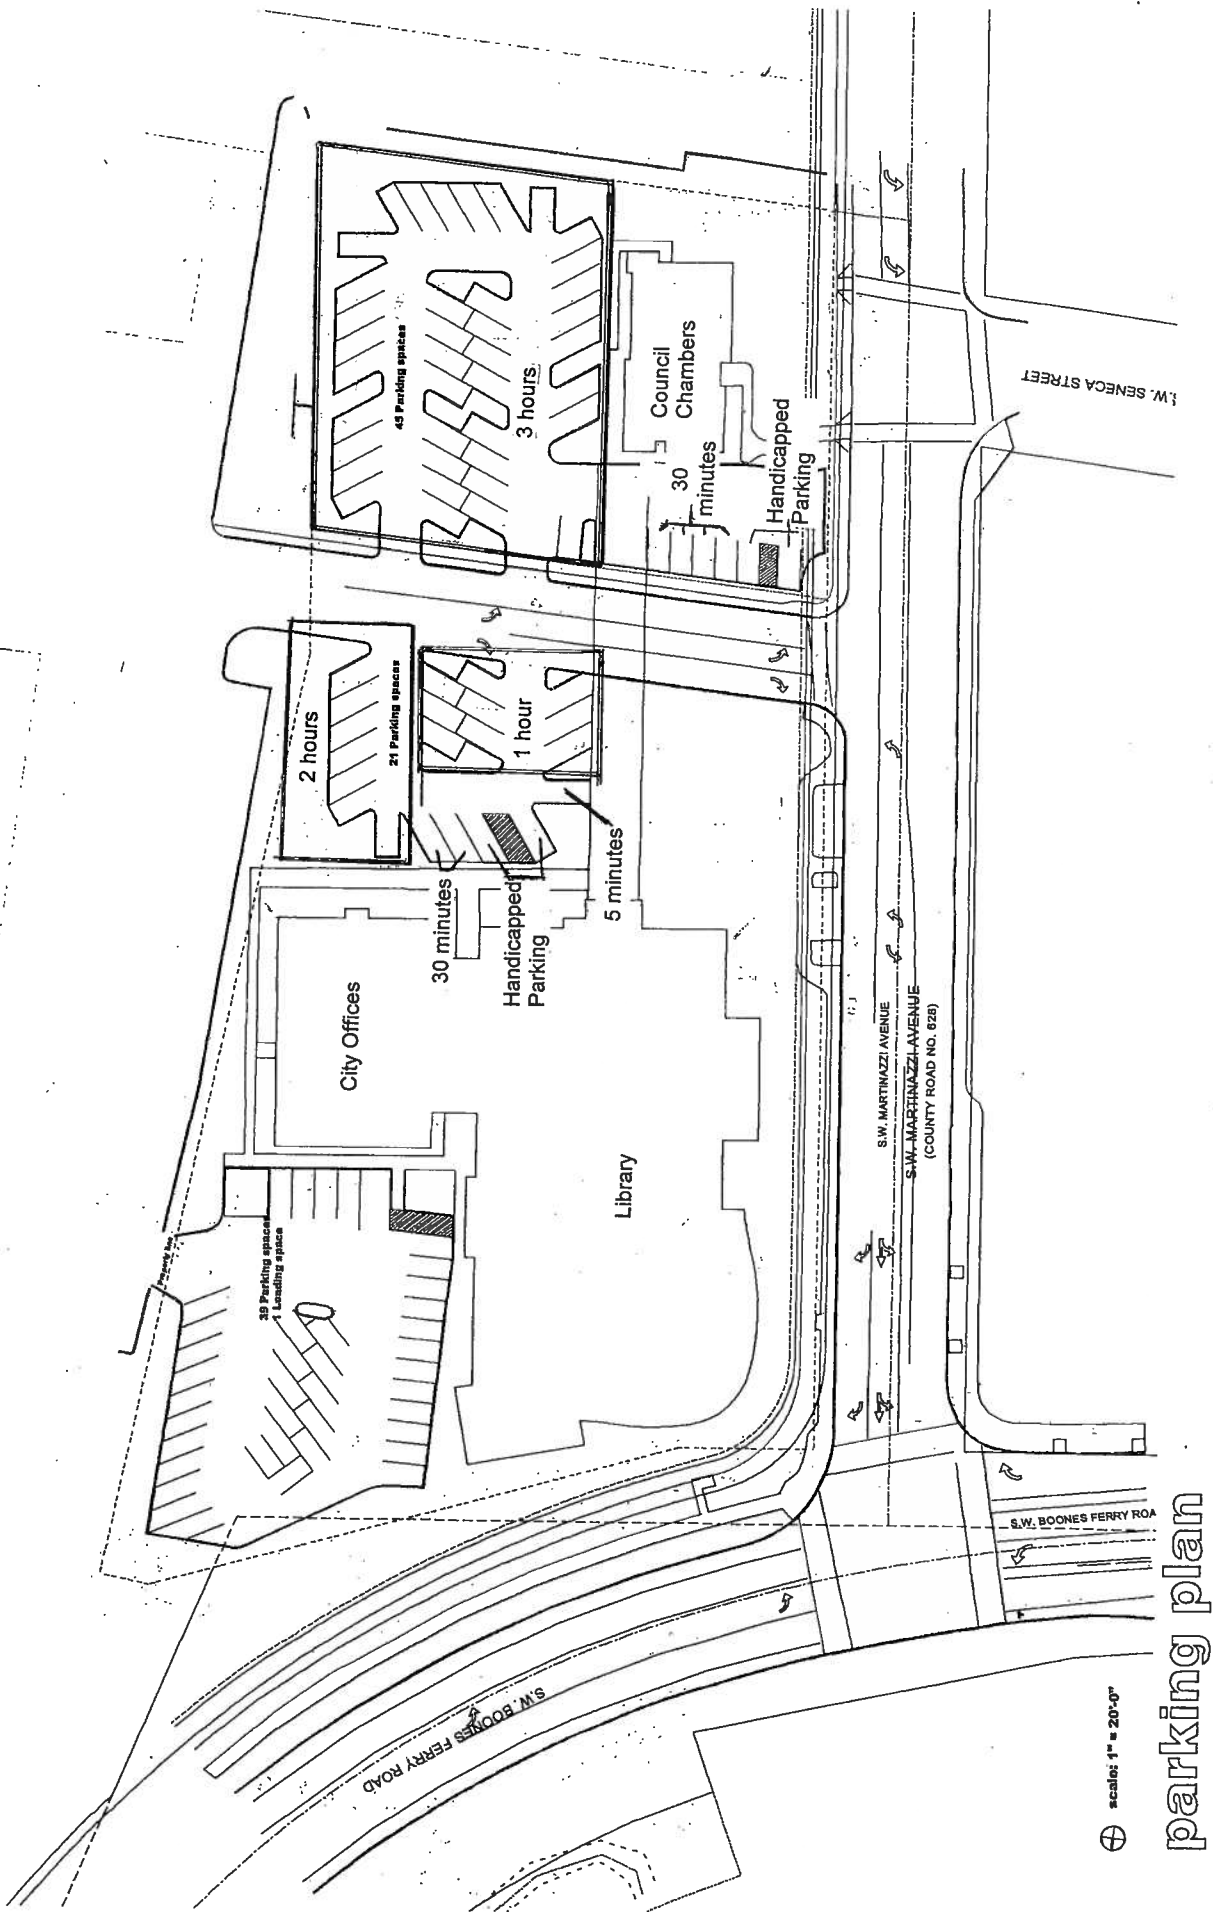 45 Parking spaces
3 hours
Council
Chambers
30
minutes
Handicapped
Parking
S.W. SENECA STREET
2 hours
21 Parking spaces
1 hour
5 minutes
30 minutes
Handicapped
Parking
City Offices
Library
Property line
39 Parking spaces
1 Loading space
S.W. MARTINAZZI AVENUE
S.W. MARTINAZZI AVENUE
(COUNTY ROAD NO. 628)
S.W. BOONES FERRY ROA
S.W. BOONES FERRY ROAD
scale: 1" = 20'-0"
parking plan